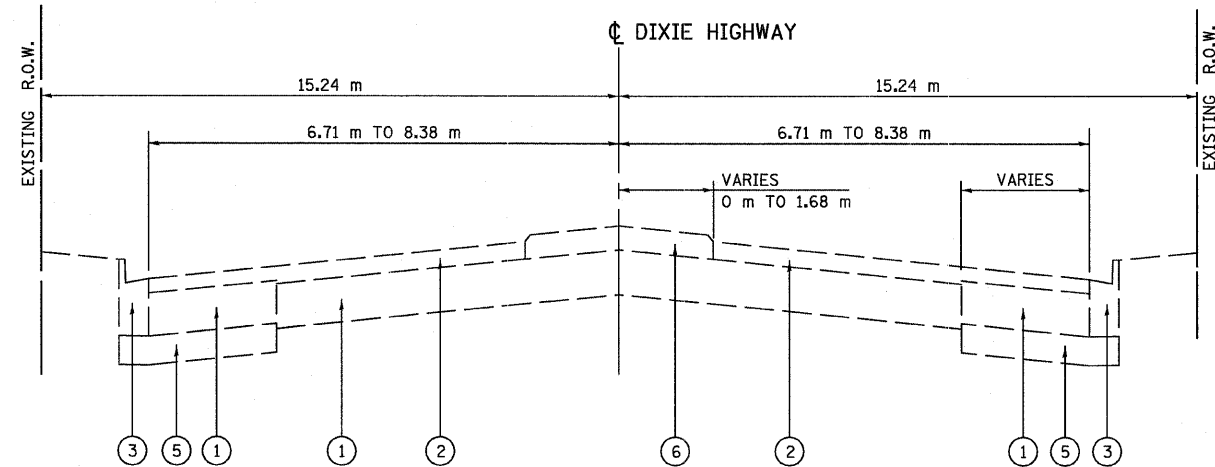 EXISTING R.O.W.
℄ DIXIE HIGHWAY
EXISTING R.O.W.
15.24 m
15.24 m
6.71 m TO 8.38 m
6.71 m TO 8.38 m
VARIES
0 m TO 1.68 m
VARIES
3
5
1
1
2
6
2
1
5
3